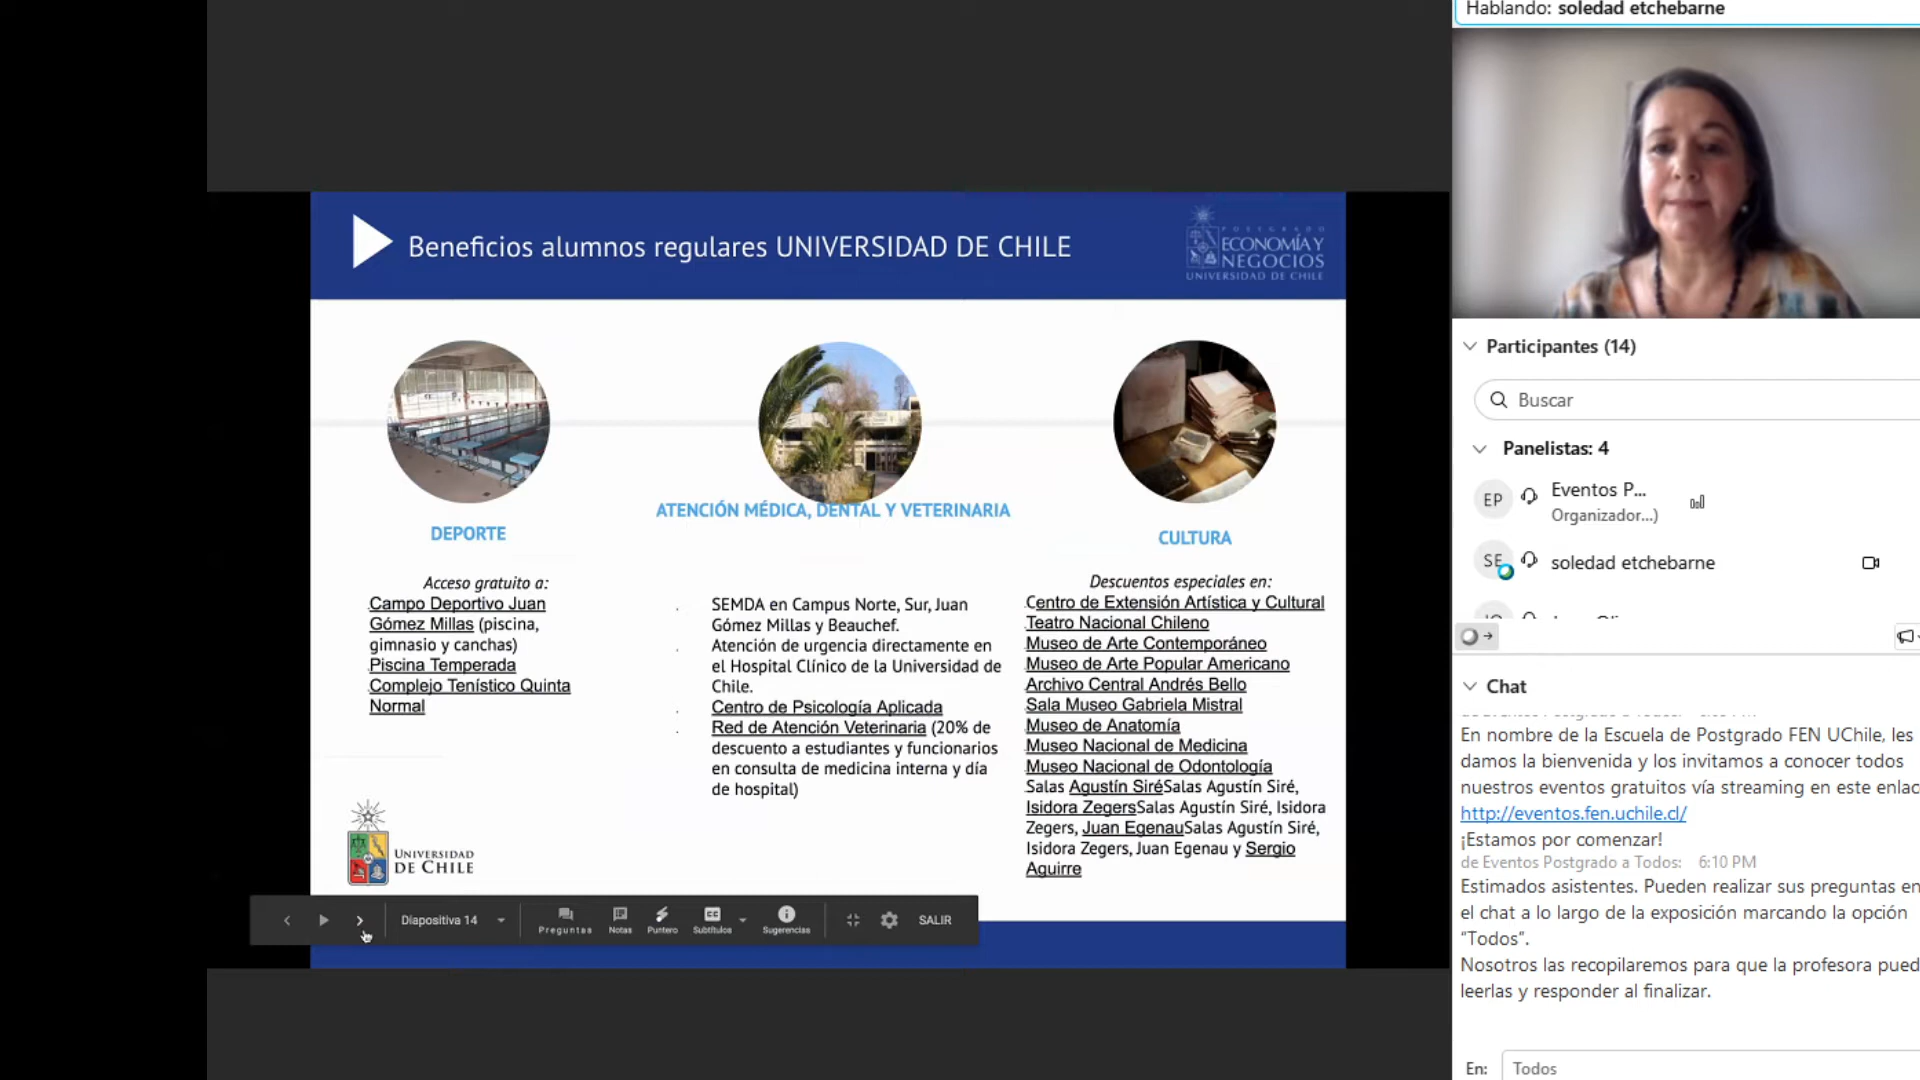 Hablando: soledad etchebarne
Beneficios alumnos regulares UNIVERSIDAD DE CHILE
POSTGRADO
ECONOMÍA Y
NEGOCIOS
UNIVERSIDAD DE CHILE
DEPORTE
Acceso gratuito a:
Campo Deportivo Juan
Gómez Millas (piscina,
gimnasio y canchas)
Piscina Temperada
Complejo Tenístico Quinta
Normal
ATENCIÓN MÉDICA, DENTAL Y VETERINARIA
SEMDA en Campus Norte, Sur, Juan
Gómez Millas y Beauchef.
Atención de urgencia directamente en
el Hospital Clínico de la Universidad de
Chile.
Centro de Psicología Aplicada
Red de Atención Veterinaria (20% de
descuento a estudiantes y funcionarios
en consulta de medicina interna y día
de hospital)
CULTURA
Descuentos especiales en:
Centro de Extensión Artística y Cultural
Teatro Nacional Chileno
Museo de Arte Contemporáneo
Museo de Arte Popular Americano
Archivo Central Andrés Bello
Sala Museo Gabriela Mistral
Museo de Anatomía
Museo Nacional de Medicina
Museo Nacional de Odontología
Salas Agustín SiréSalas Agustín Siré,
Isidora ZegersSalas Agustín Siré, Isidora
Zegers, Juan EgenauSalas Agustín Siré,
Isidora Zegers, Juan Egenau y Sergio
Aguirre
UNIVERSIDAD
DE CHILE
Diapositiva 14
Preguntas
Notas
Puntero
Subtítulos
Sugerencias
SALIR
Participantes (14)
Buscar
Panelistas: 4
EP
Eventos P...
Organizador...)
SE
soledad etchebarne
Chat
En nombre de la Escuela de Postgrado FEN UChile, les
damos la bienvenida y los invitamos a conocer todos
nuestros eventos gratuitos vía streaming en este enlac
http://eventos.fen.uchile.cl/
¡Estamos por comenzar!
de Eventos Postgrado a Todos: 6:10 PM
Estimados asistentes. Pueden realizar sus preguntas en
el chat a lo largo de la exposición marcando la opción
“Todos”.
Nosotros las recopilaremos para que la profesora pued
leerlas y responder al finalizar.
En: Todos